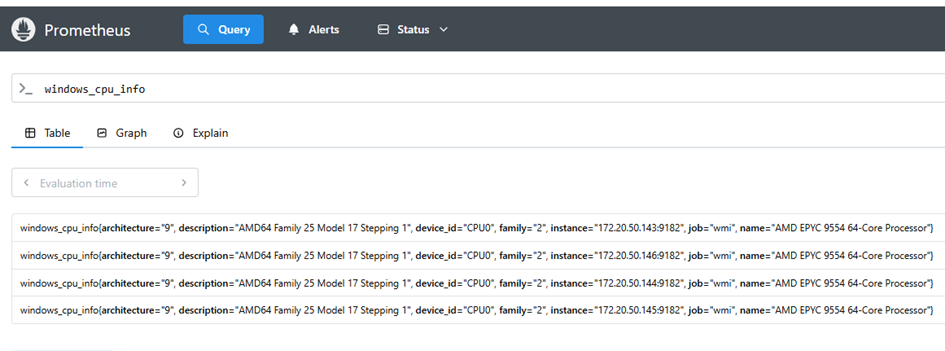 Prometheus Query Alerts Status
>_ windows_cpu_info
Table Graph Explain
< Evaluation time >
windows_cpu_info{architecture="9", description="AMD64 Family 25 Model 17 Stepping 1", device_id="CPU0", family="2", instance="172.20.50.143:9182", job="wmi", name="AMD EPYC 9554 64-Core Processor"}
windows_cpu_info{architecture="9", description="AMD64 Family 25 Model 17 Stepping 1", device_id="CPU0", family="2", instance="172.20.50.146:9182", job="wmi", name="AMD EPYC 9554 64-Core Processor"}
windows_cpu_info{architecture="9", description="AMD64 Family 25 Model 17 Stepping 1", device_id="CPU0", family="2", instance="172.20.50.144:9182", job="wmi", name="AMD EPYC 9554 64-Core Processor"}
windows_cpu_info{architecture="9", description="AMD64 Family 25 Model 17 Stepping 1", device_id="CPU0", family="2", instance="172.20.50.145:9182", job="wmi", name="AMD EPYC 9554 64-Core Processor"}